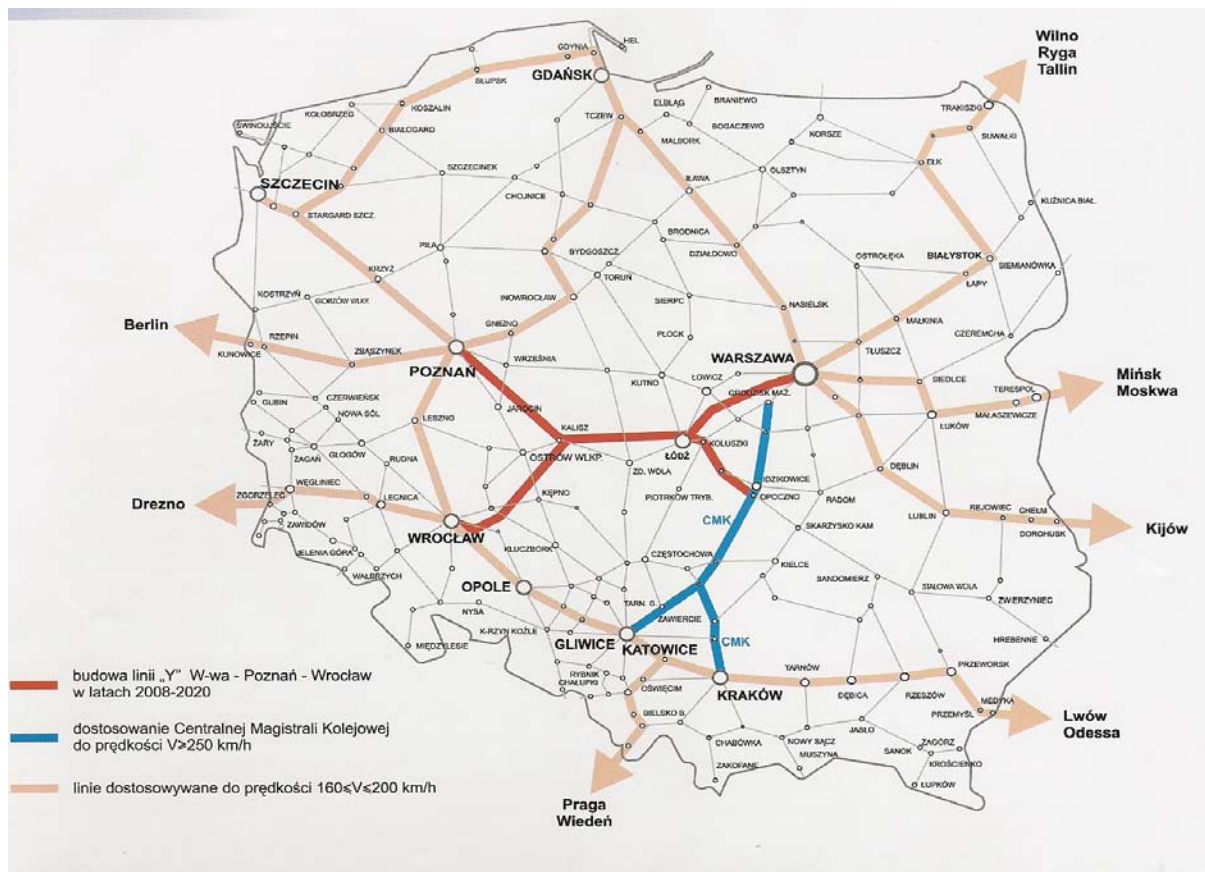 HEL
GDYNIA
GDAŃSK
SŁUPSK
KOSZALIN
KOŁOBRZEG
BIAŁOGARD
ŚWINOUJŚCIE
SZCZECIN
STARGARD SZCZ.
SZCZECINEK
CHOJNICE
TCZEW
ELBLĄG
BRANIEWO
BOGACZEWO
MALBORK
KORSZE
OLSZTYN
IŁAWA
Wilno
Ryga
Tallin
TRAKISZKI
SUWAŁKI
EŁK
KUŹNICA BIAŁ.
BRODNICA
DZIAŁDOWO
OSTROŁĘKA
BIAŁYSTOK
SIEMIANÓWKA
ŁAPY
PIŁA
KRZYŻ
BYDGOSZCZ
TORUŃ
INOWROCŁAW
SIERPC
NASIELSK
MAŁKINIA
CZEREMCHA
KOSTRZYŃ
GORZÓW WLKP.
Berlin
RZEPIN
KUNOWICE
ZBĄSZYNEK
GNIEZNO
POZNAŃ
WRZEŚNIA
PŁOCK
KUTNO
ŁOWICZ
WARSZAWA
TŁUSZCZ
GRODZISK MAZ.
SIEDLCE
TERESPOL
MAŁASZEWICZE
ŁUKÓW
Mińsk
Moskwa
GUBIN
CZERWIEŃSK
NOWA SÓL
LESZNO
JAROCIN
KALISZ
ŁÓDŹ
KOLUSZKI
ŻARY
ŻAGAŃ
GŁOGÓW
RUDNA
OSTRÓW WLKP.
ZD. WOLA
PIOTRKÓW TRYB.
IDZIKOWICE
OPOCZNO
RADOM
DĘBLIN
Drezno
ZGORZELEC
WĘGLINIEC
LEGNICA
KĘPNO
CMK
SKARŻYSKO KAM
LUBLIN
REJOWIEC
CHEŁM
DOROHUSK
Kijów
ZAWIDÓW
JELENIA GÓRA
WAŁBRZYCH
WROCŁAW
KLUCZBORK
CZĘSTOCHOWA
KIELCE
SANDOMIERZ
STALOWA WOLA
ZWIERZYNIEC
HREBENNE
OPOLE
NYSA
MIĘDZYLESIE
K-RZYN KOŹLE
TARN. G.
ZAWIERCIE
GLIWICE
KATOWICE
CMK
RYBNIK
CHAŁUPKI
OŚWIĘCIM
KRAKÓW
TARNÓW
DĘBICA
RZESZÓW
PRZEWORSK
MEDYKA
PRZEMYŚL
Lwów
Odessa
BIELSKO B.
CHABÓWKA
ZAKOPANE
NOWY SĄCZ
MUSZYNA
JASŁO
SANOK
ZAGÓRZ
KROŚCIENKO
ŁUPKÓW
Praga
Wiedeń
budowa linii „Y” W-wa - Poznań - Wrocław
w latach 2008-2020
dostosowanie Centralnej Magistrali Kolejowej
do prędkości V≥250 km/h
linie dostosowywane do prędkości 160≤V≤200 km/h